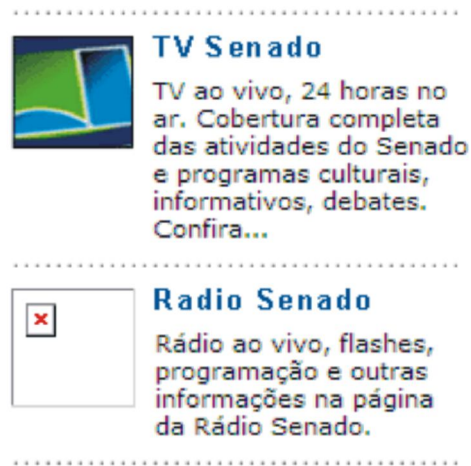 TV Senado
TV ao vivo, 24 horas no
ar. Cobertura completa
das atividades do Senado
e programas culturais,
informativos, debates.
Confira...
Radio Senado
Rádio ao vivo, flashes,
programação e outras
informações na página
da Rádio Senado.